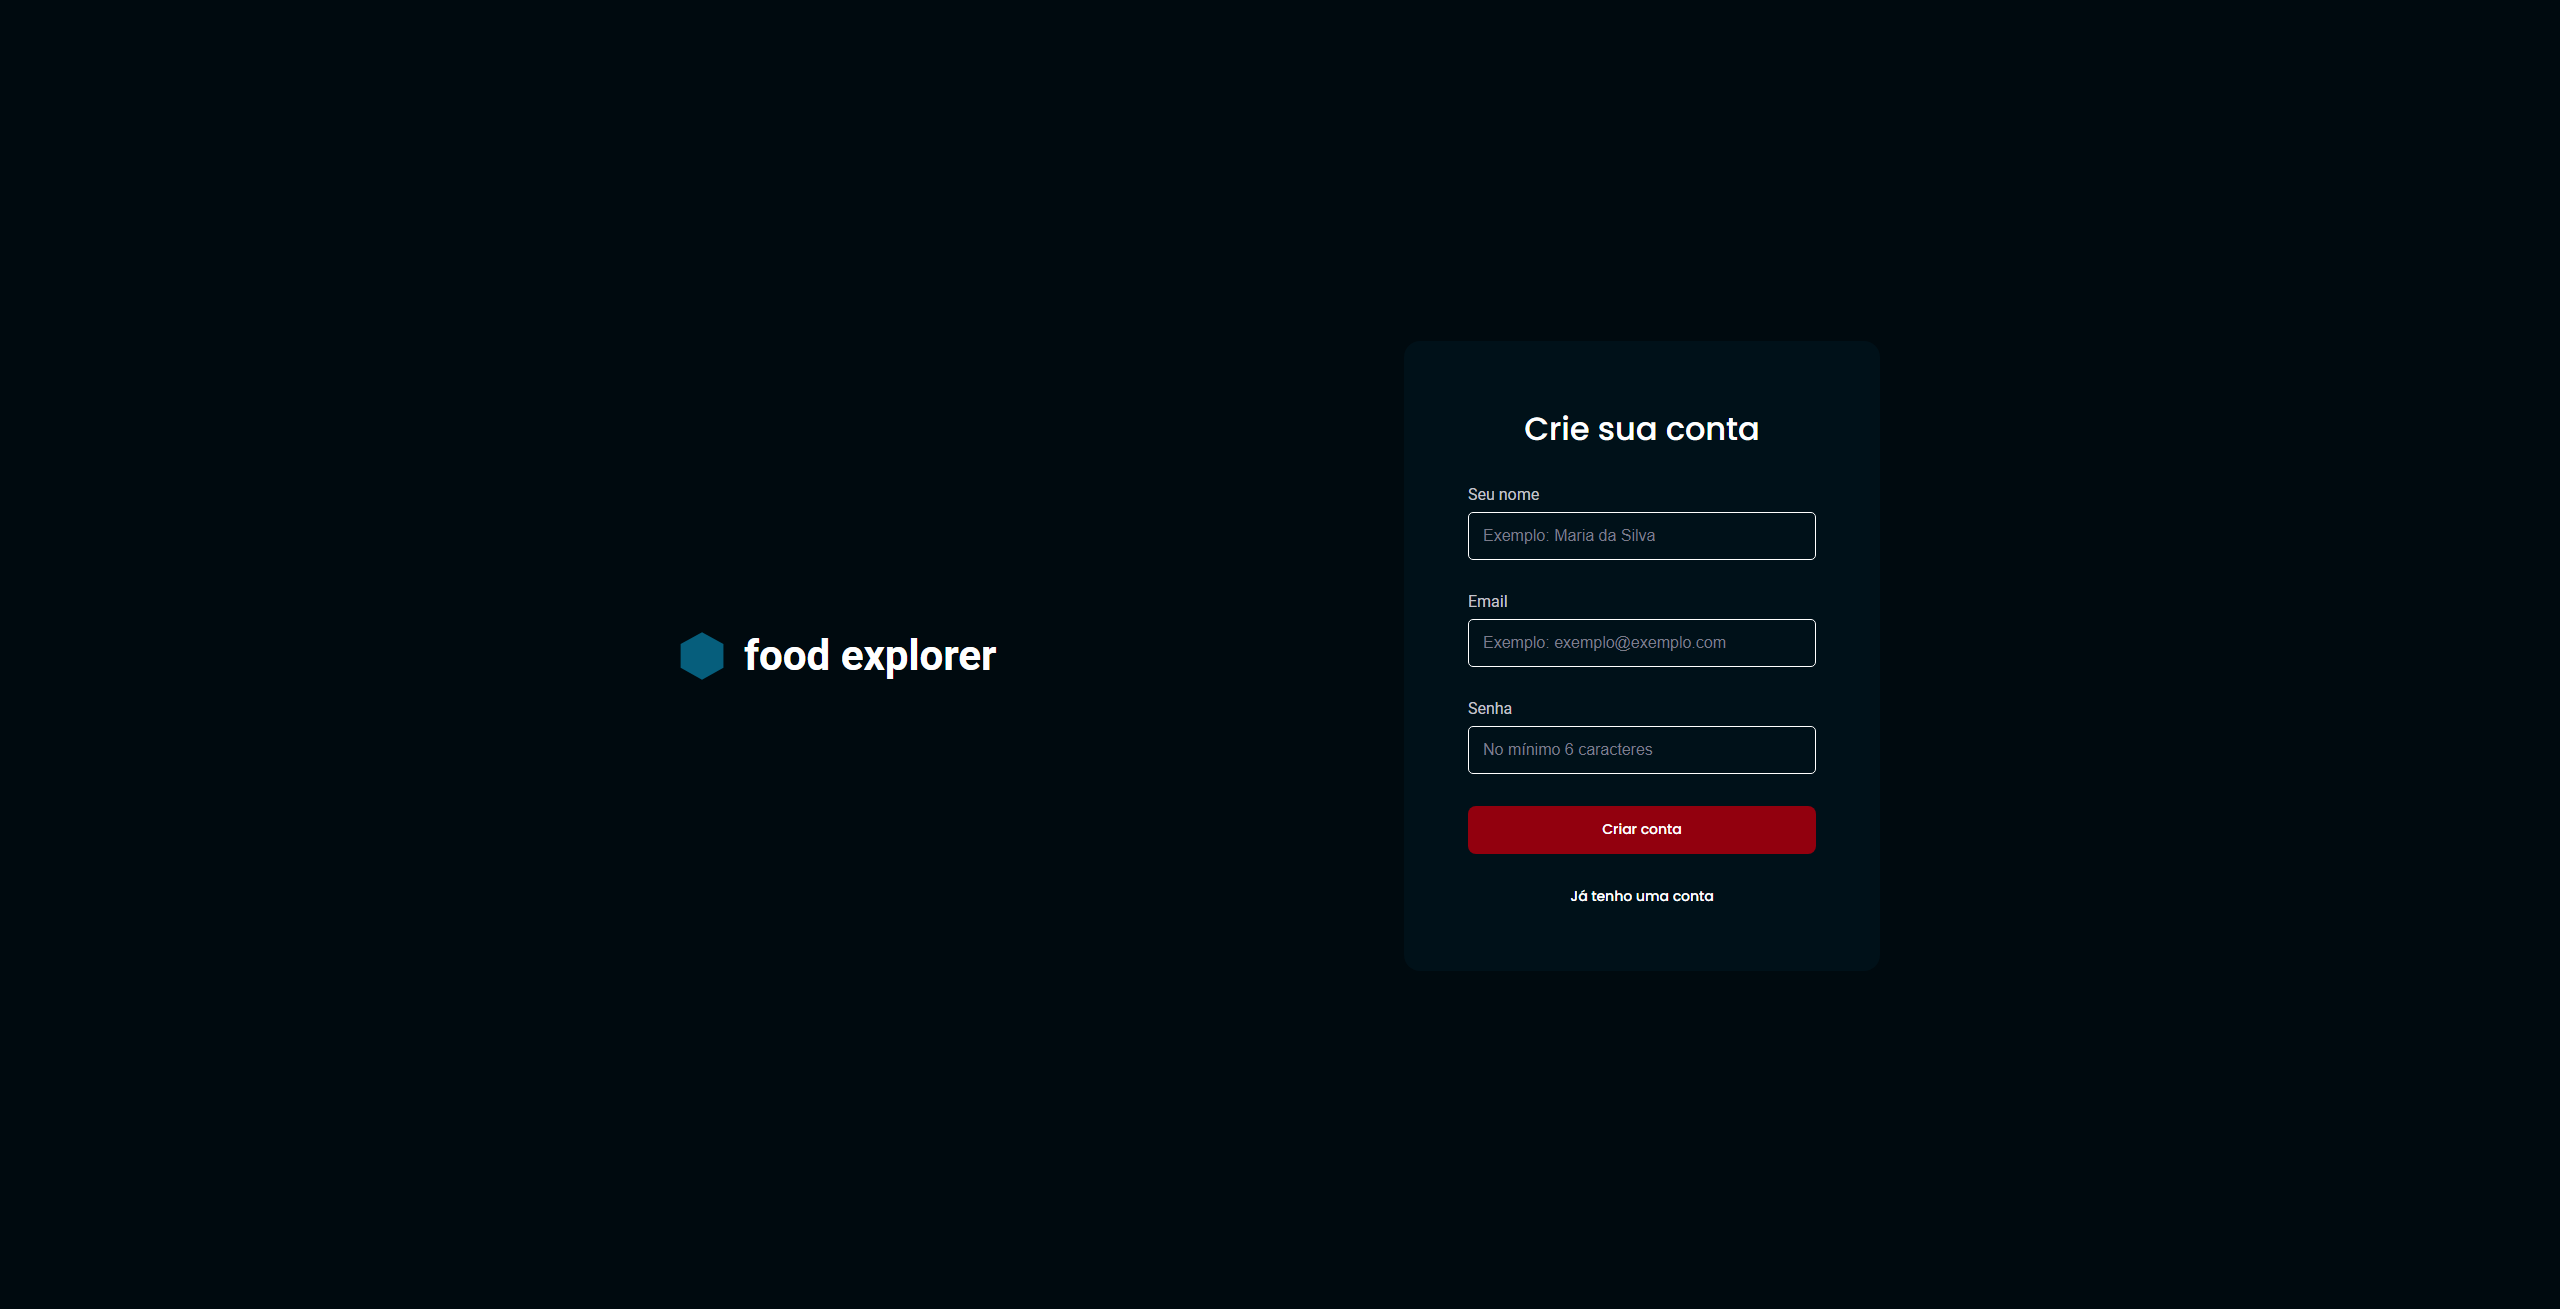 food explorer
Crie sua conta
Seu nome
Exemplo: Maria da Silva
Email
Exemplo: exemplo@exemplo.com
Senha
No mínimo 6 caracteres
Criar conta
Já tenho uma conta